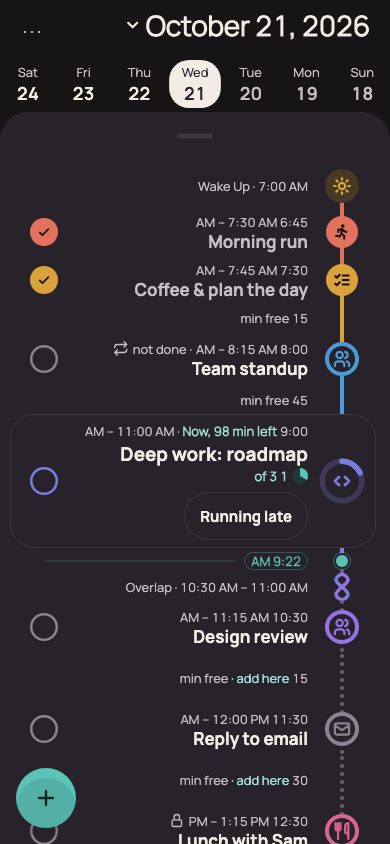 ...
October 21, 2026
Sat Fri Thu Wed Tue Mon Sun
24 23 22 21 20 19 18
Wake Up · 7:00 AM
AM – 7:30 AM 6:45
Morning run
AM – 7:45 AM 7:30
Coffee & plan the day
min free 15
not done · AM – 8:15 AM 8:00
Team standup
min free 45
AM – 11:00 AM · Now, 98 min left 9:00
Deep work: roadmap
of 3 1
Running late
AM 9:22
Overlap · 10:30 AM – 11:00 AM
AM – 11:15 AM 10:30
Design review
min free · add here 15
AM – 12:00 PM 11:30
Reply to email
min free · add here 30
PM – 1:15 PM 12:30
Lunch with Sam